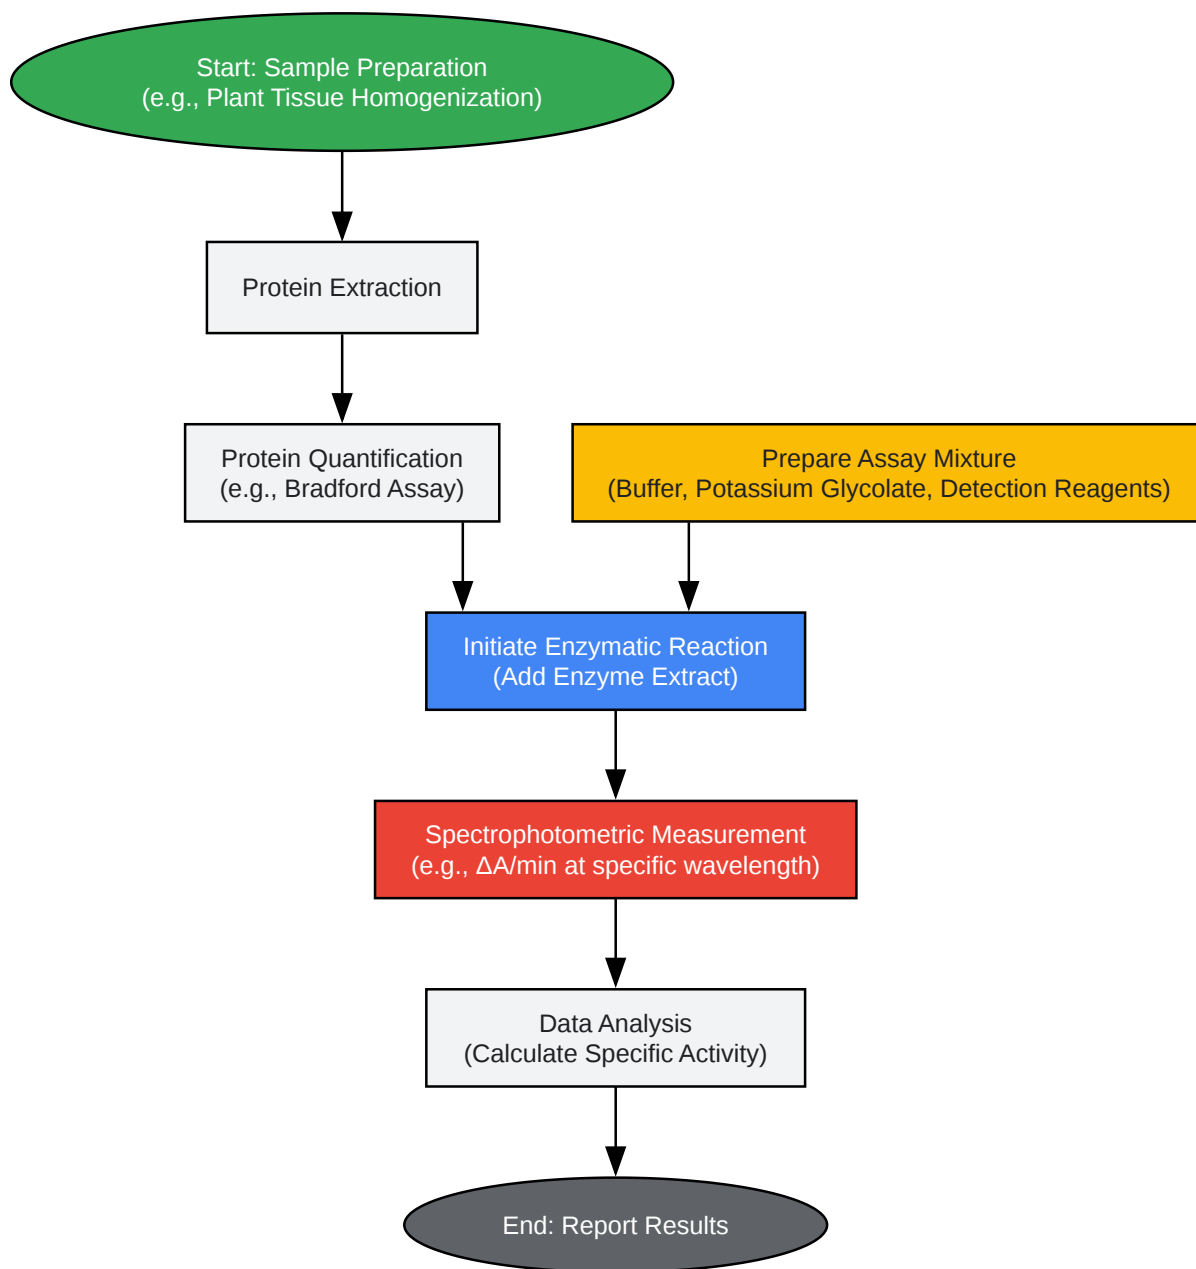 Start: Sample Preparation
(e.g., Plant Tissue Homogenization)
Protein Extraction
Protein Quantification
(e.g., Bradford Assay)
Prepare Assay Mixture
(Buffer, Potassium Glycolate, Detection Reagents)
Initiate Enzymatic Reaction
(Add Enzyme Extract)
Spectrophotometric Measurement
(e.g., ΔA/min at specific wavelength)
Data Analysis
(Calculate Specific Activity)
End: Report Results